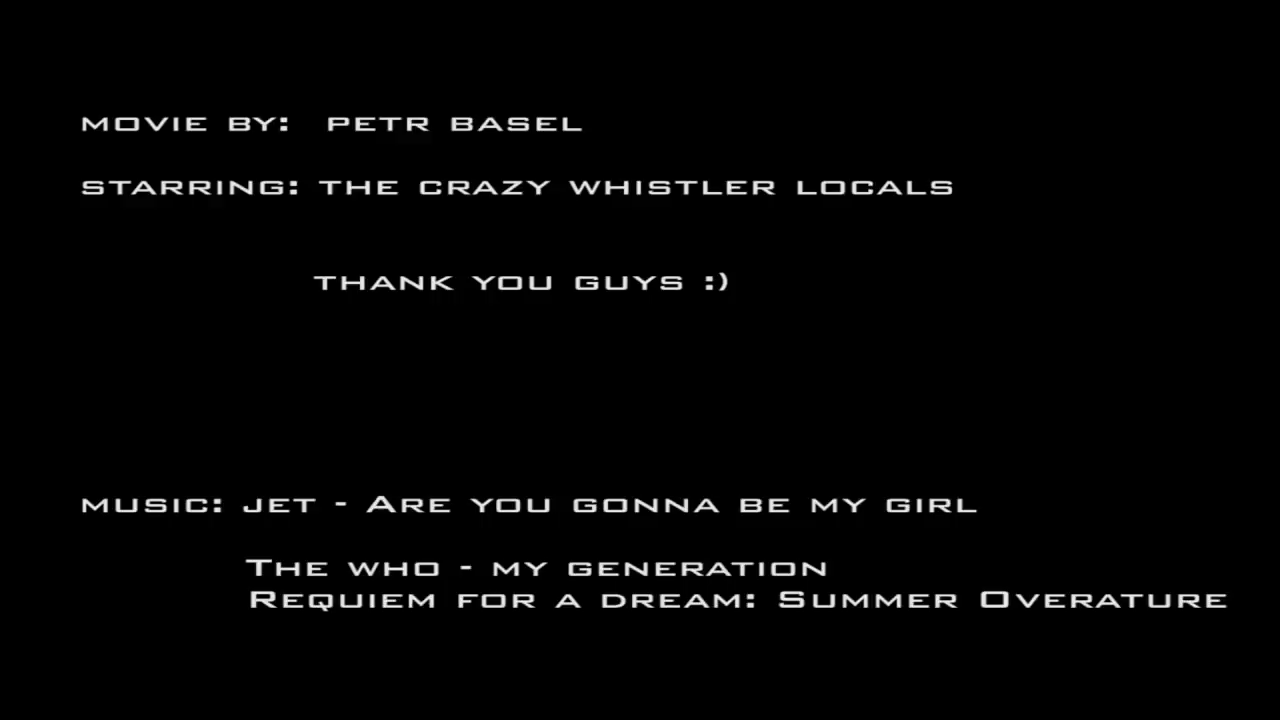 MOVIE BY: PETR BASEL
STARRING: THE CRAZY WHISTLER LOCALS
THANK YOU GUYS :)
MUSIC: JET - ARE YOU GONNA BE MY GIRL
THE WHO - MY GENERATION
REQUIEM FOR A DREAM: SUMMER OVERATURE